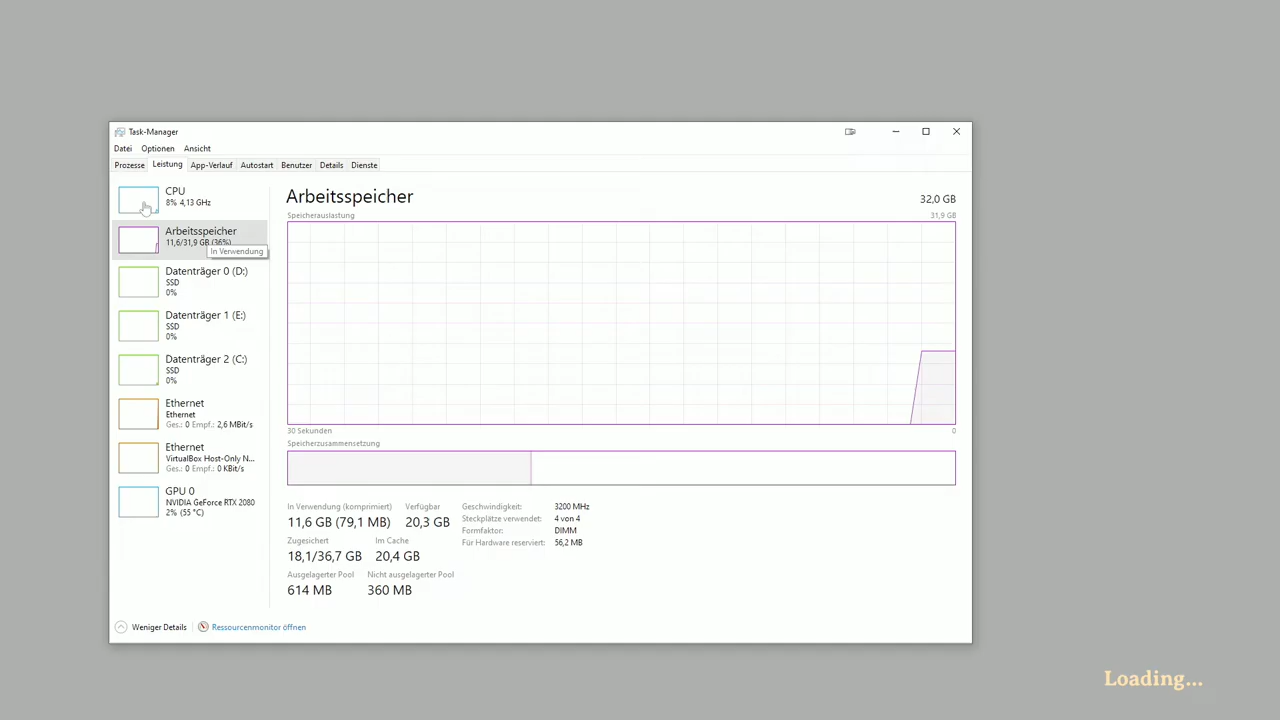 Task-Manager
Datei Optionen Ansicht
Prozesse Leistung App-Verlauf Autostart Benutzer Details Dienste
CPU
8% 4,13 GHz
Arbeitsspeicher
11,6/31,9 GB (36%)
In Verwendung
Datenträger 0 (D:)
SSD
0%
Datenträger 1 (E:)
SSD
0%
Datenträger 2 (C:)
SSD
0%
Ethernet
Ethernet
Ges.: 0 Empf.: 2,6 MBit/s
Ethernet
VirtualBox Host-Only N...
Ges.: 0 Empf.: 0 KBit/s
GPU 0
NVIDIA GeForce RTX 2080
2% (55 °C)
Arbeitsspeicher 32,0 GB
Speicherauslastung 31,9 GB
30 Sekunden 0
Speicherzusammensetzung
In Verwendung (komprimiert) Verfügbar
11,6 GB (79,1 MB) 20,3 GB
Zugesichert Im Cache
18,1/36,7 GB 20,4 GB
Ausgelagerter Pool Nicht ausgelagerter Pool
614 MB 360 MB
Geschwindigkeit: 3200 MHz
Steckplätze verwendet: 4 von 4
Formfaktor: DIMM
Für Hardware reserviert: 56,2 MB
Weniger Details Ressourcenmonitor öffnen
Loading...